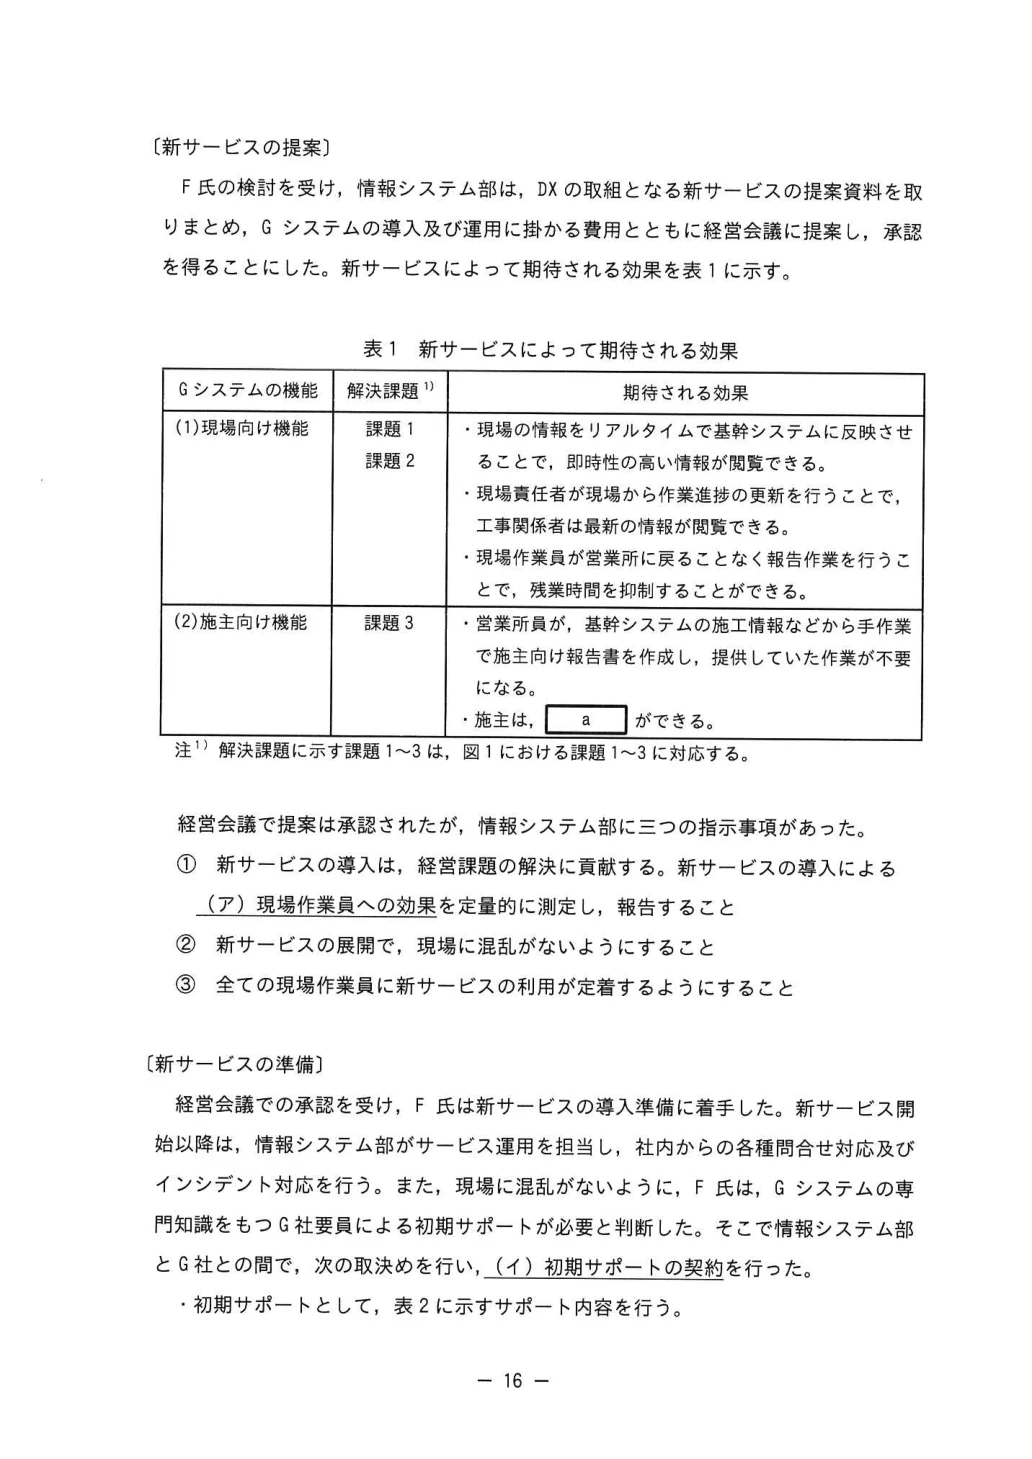 〔新サービスの提案〕
F 氏の検討を受け，情報システム部は，DX の取組となる新サービスの提案資料を取
りまとめ，G システムの導入及び運用に掛かる費用とともに経営会議に提案し，承認
を得ることにした。新サービスによって期待される効果を表 1 に示す。
表 1　新サービスによって期待される効果
G システムの機能　解決課題 1)　期待される効果
(1)現場向け機能　課題 1　・現場の情報をリアルタイムで基幹システムに反映させ
課題 2　ることで，即時性の高い情報が閲覧できる。
・現場責任者が現場から作業進捗の更新を行うことで，
工事関係者は最新の情報が閲覧できる。
・現場作業員が営業所に戻ることなく報告作業を行うこ
とで，残業時間を抑制することができる。
(2)施主向け機能　課題 3　・営業所員が，基幹システムの施工情報などから手作業
で施主向け報告書を作成し，提供していた作業が不要
になる。
・施主は， a ができる。
注 1) 解決課題に示す課題 1～3 は，図 1 における課題 1～3 に対応する。
経営会議で提案は承認されたが，情報システム部に三つの指示事項があった。
①　新サービスの導入は，経営課題の解決に貢献する。新サービスの導入による
（ア）現場作業員への効果を定量的に測定し，報告すること
②　新サービスの展開で，現場に混乱がないようにすること
③　全ての現場作業員に新サービスの利用が定着するようにすること
〔新サービスの準備〕
経営会議での承認を受け，F 氏は新サービスの導入準備に着手した。新サービス開
始以降は，情報システム部がサービス運用を担当し，社内からの各種問合せ対応及び
インシデント対応を行う。また，現場に混乱がないように，F 氏は，G システムの専
門知識をもつ G 社要員による初期サポートが必要と判断した。そこで情報システム部
と G 社との間で，次の取決めを行い，（イ）初期サポートの契約を行った。
・初期サポートとして，表 2 に示すサポート内容を行う。
－ 16 －